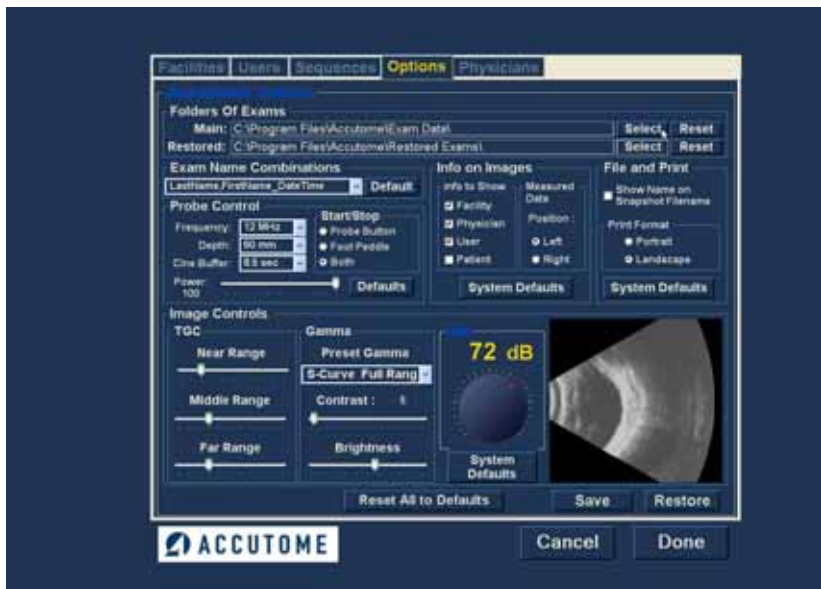 Facilities Users Sequences Options Physicians
Folders Of Exams
Main: C:\Program Files\Accutome\Exam Data\ Select Reset
Restored: C:\Program Files\Accutome\Restored Exams\ Select Reset
Exam Name Combinations
LastName,FirstName_DateTime Default
Probe Control
Frequency: 12 MHz
Depth: 60 mm
Cine Buffer: sec
Power: 100
Start/Stop
Probe Button
Foot Peddle
Both
Defaults
Info on Images
Info to Show
Facility
Physician
User
Patient
Measured Data
Position :
Left
Right
System Defaults
File and Print
Show Name on
Snapshot Filename
Print Format
Portrait
Landscape
System Defaults
Image Controls
TGC
Near Range
Middle Range
Far Range
Gamma
Preset Gamma
S-Curve Full Rang
Contrast :
Brightness
72 dB
System
Defaults
Reset All to Defaults Save Restore
ACCUTOME Cancel Done